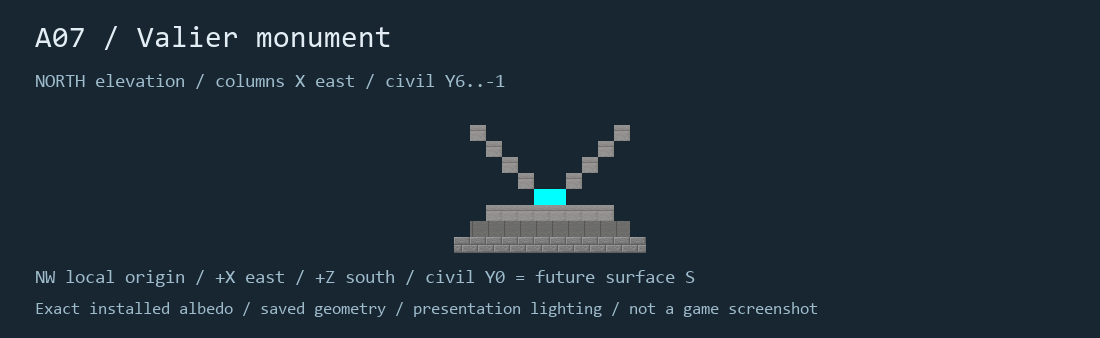 A07 / Valier monument
NORTH elevation / columns X east / civil Y6..-1
NW local origin / +X east / +Z south / civil Y0 = future surface S
Exact installed albedo / saved geometry / presentation lighting / not a game screenshot